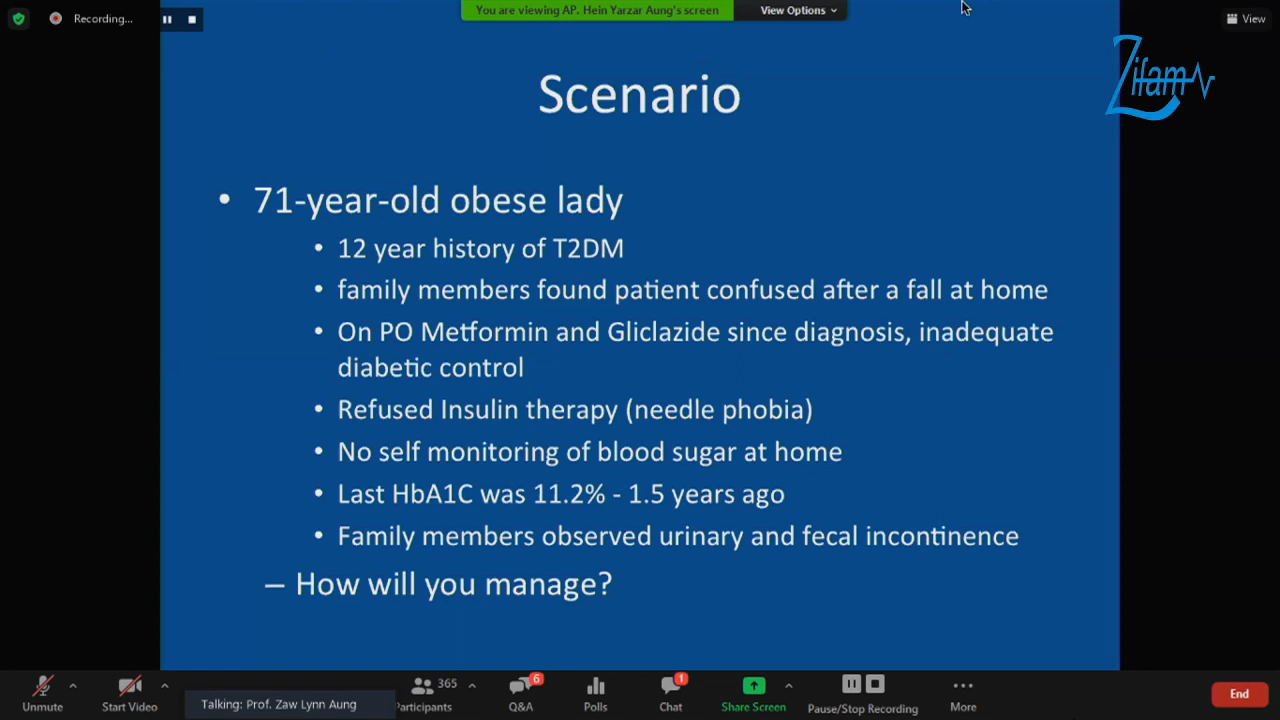 Recording...
You are viewing AP. Hein Yarzar Aung's screen
View Options
View
Zifam
Scenario
• 71-year-old obese lady
• 12 year history of T2DM
• family members found patient confused after a fall at home
• On PO Metformin and Gliclazide since diagnosis, inadequate
diabetic control
• Refused Insulin therapy (needle phobia)
• No self monitoring of blood sugar at home
• Last HbA1C was 11.2% - 1.5 years ago
• Family members observed urinary and fecal incontinence
– How will you manage?
Unmute
Start Video
Talking: Prof. Zaw Lynn Aung
365
Participants
6
Q&A
Polls
1
Chat
Share Screen
Pause/Stop Recording
More
End